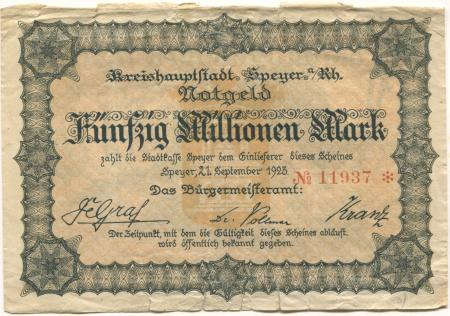 Kreishauptstadt Speyer a/Rh.
Notgeld
Fünfzig Millionen Mark
zahlt die Stadtkasse Speyer dem Einlieferer dieses Scheines
Speyer, 21. September 1923
№ 11937 *
Das Bürgermeisteramt:
Kranz
Der Zeitpunkt, mit dem die Gültigkeit dieses Scheines abläuft,
wird öffentlich bekannt gegeben.